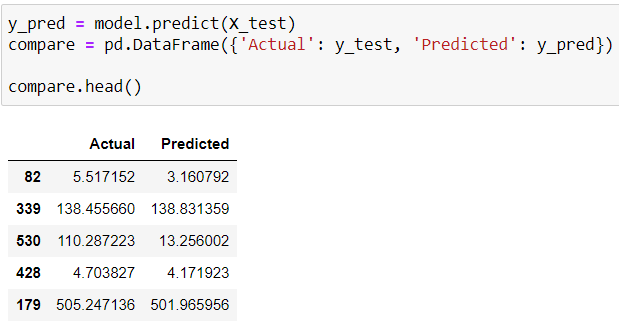 y_pred = model.predict(X_test)
compare = pd.DataFrame({'Actual': y_test, 'Predicted': y_pred})
compare.head()
Actual Predicted
82 5.517152 3.160792
339 138.455660 138.831359
530 110.287223 13.256002
428 4.703827 4.171923
179 505.247136 501.965956